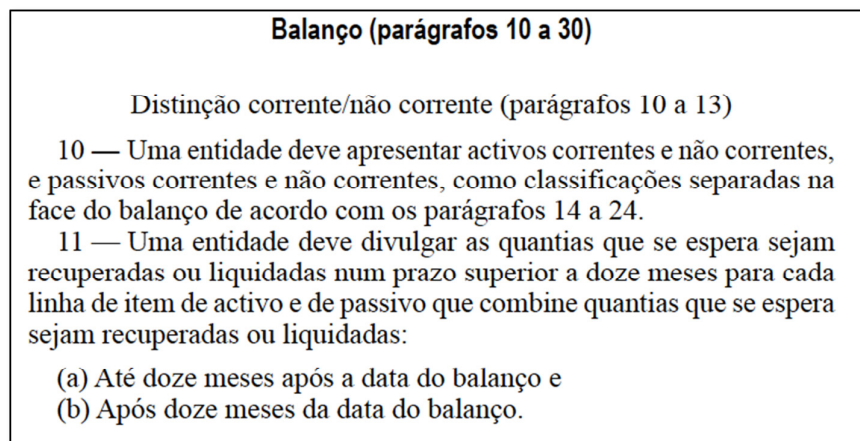 Balanço (parágrafos 10 a 30)
Distinção corrente/não corrente (parágrafos 10 a 13)
10 — Uma entidade deve apresentar activos correntes e não correntes,
e passivos correntes e não correntes, como classificações separadas na
face do balanço de acordo com os parágrafos 14 a 24.
11 — Uma entidade deve divulgar as quantias que se espera sejam
recuperadas ou liquidadas num prazo superior a doze meses para cada
linha de item de activo e de passivo que combine quantias que se espera
sejam recuperadas ou liquidadas:
(a) Até doze meses após a data do balanço e
(b) Após doze meses da data do balanço.